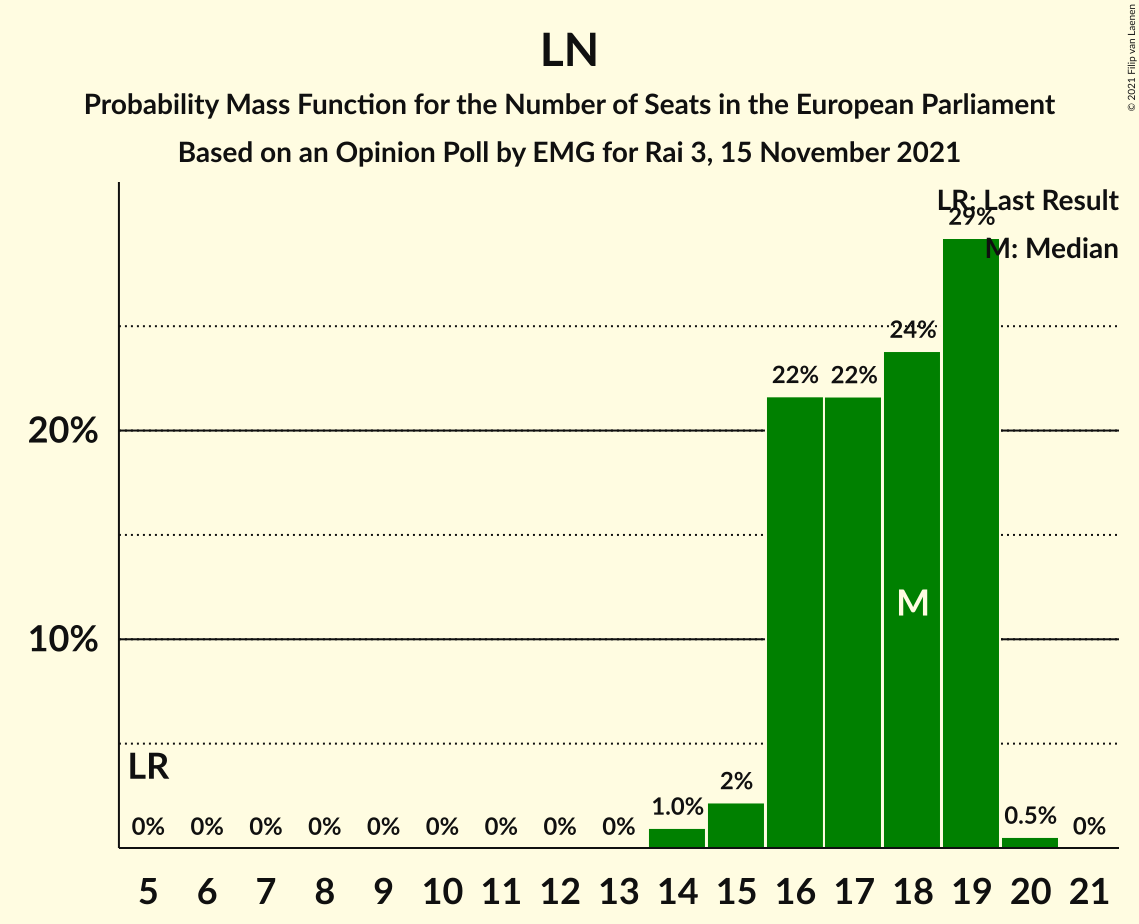 LN
Probability Mass Function for the Number of Seats in the European Parliament
Based on an Opinion Poll by EMG for Rai 3, 15 November 2021
© 2021 Filip van Laenen
LR: Last Result
M: Median
29%
24%
22% 22%
20%
M
10%
LR
2%
1.0%
0.5%
0% 0% 0% 0% 0% 0% 0% 0% 0% 0%
5 6 7 8 9 10 11 12 13 14 15 16 17 18 19 20 21